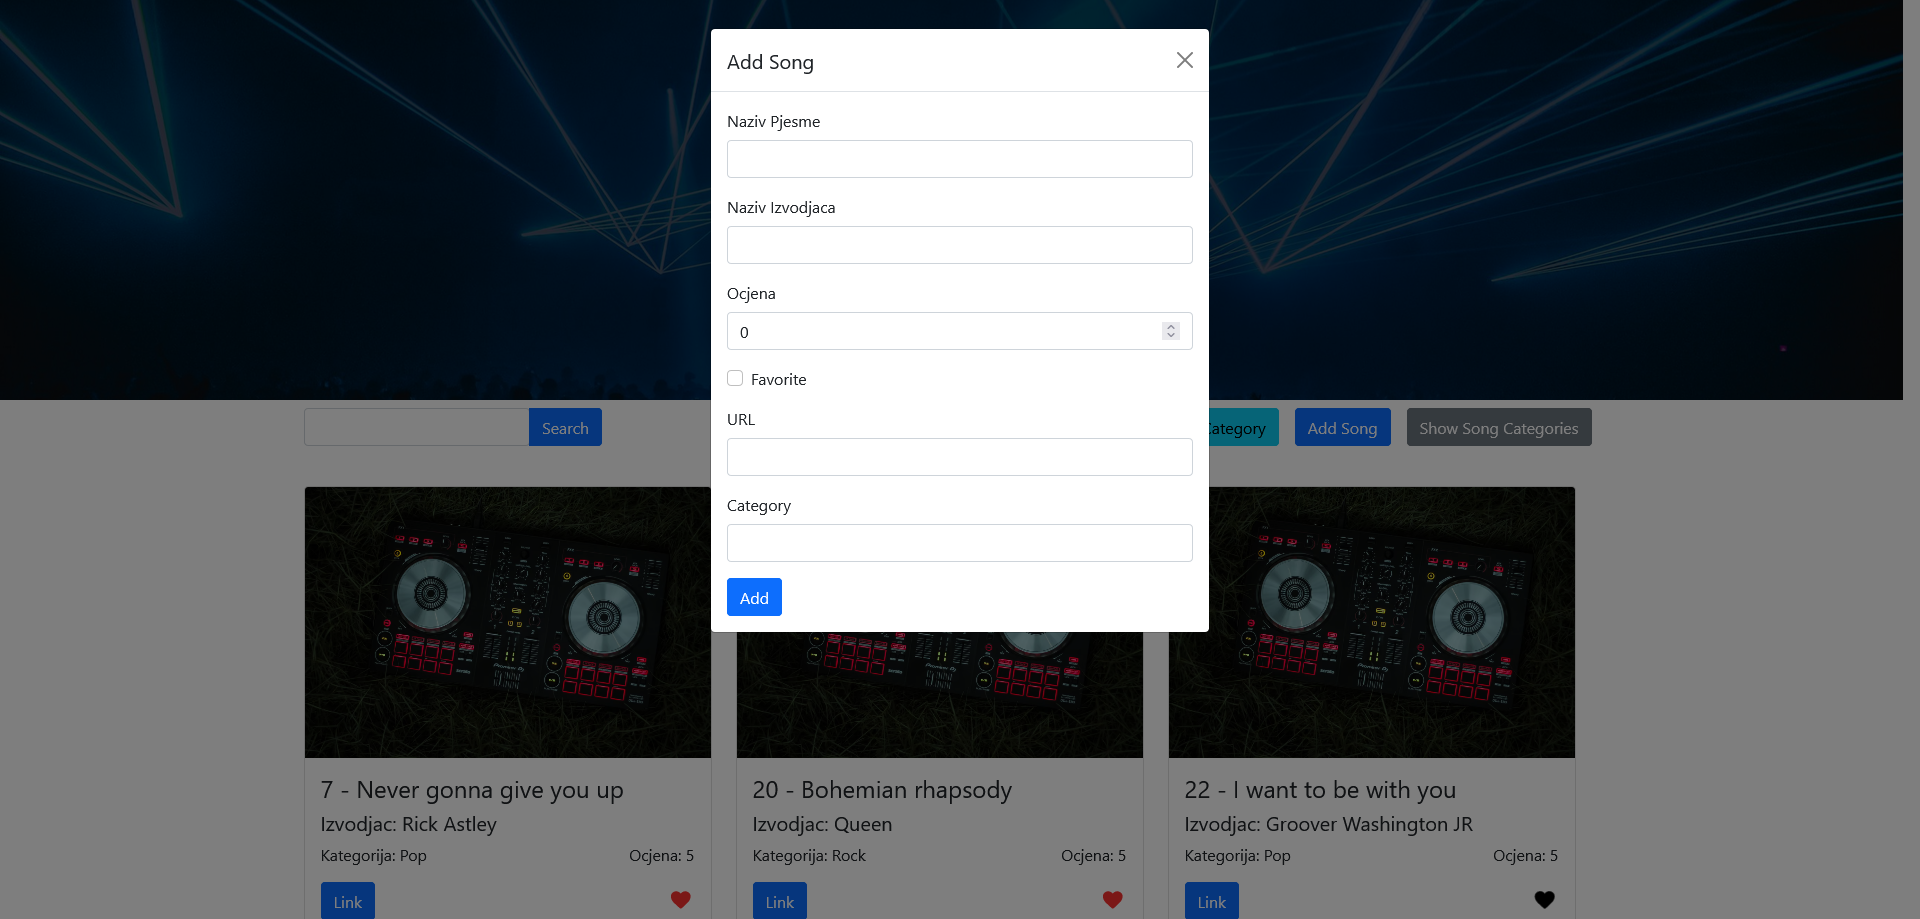 Add Song
Naziv Pjesme
Naziv Izvodjaca
Ocjena
0
Favorite
URL
Category
Add
Search
Category
Add Song
Show Song Categories
7 - Never gonna give you up
Izvodjac: Rick Astley
Kategorija: Pop
Ocjena: 5
Link
20 - Bohemian rhapsody
Izvodjac: Queen
Kategorija: Rock
Ocjena: 5
Link
22 - I want to be with you
Izvodjac: Groover Washington JR
Kategorija: Pop
Ocjena: 5
Link